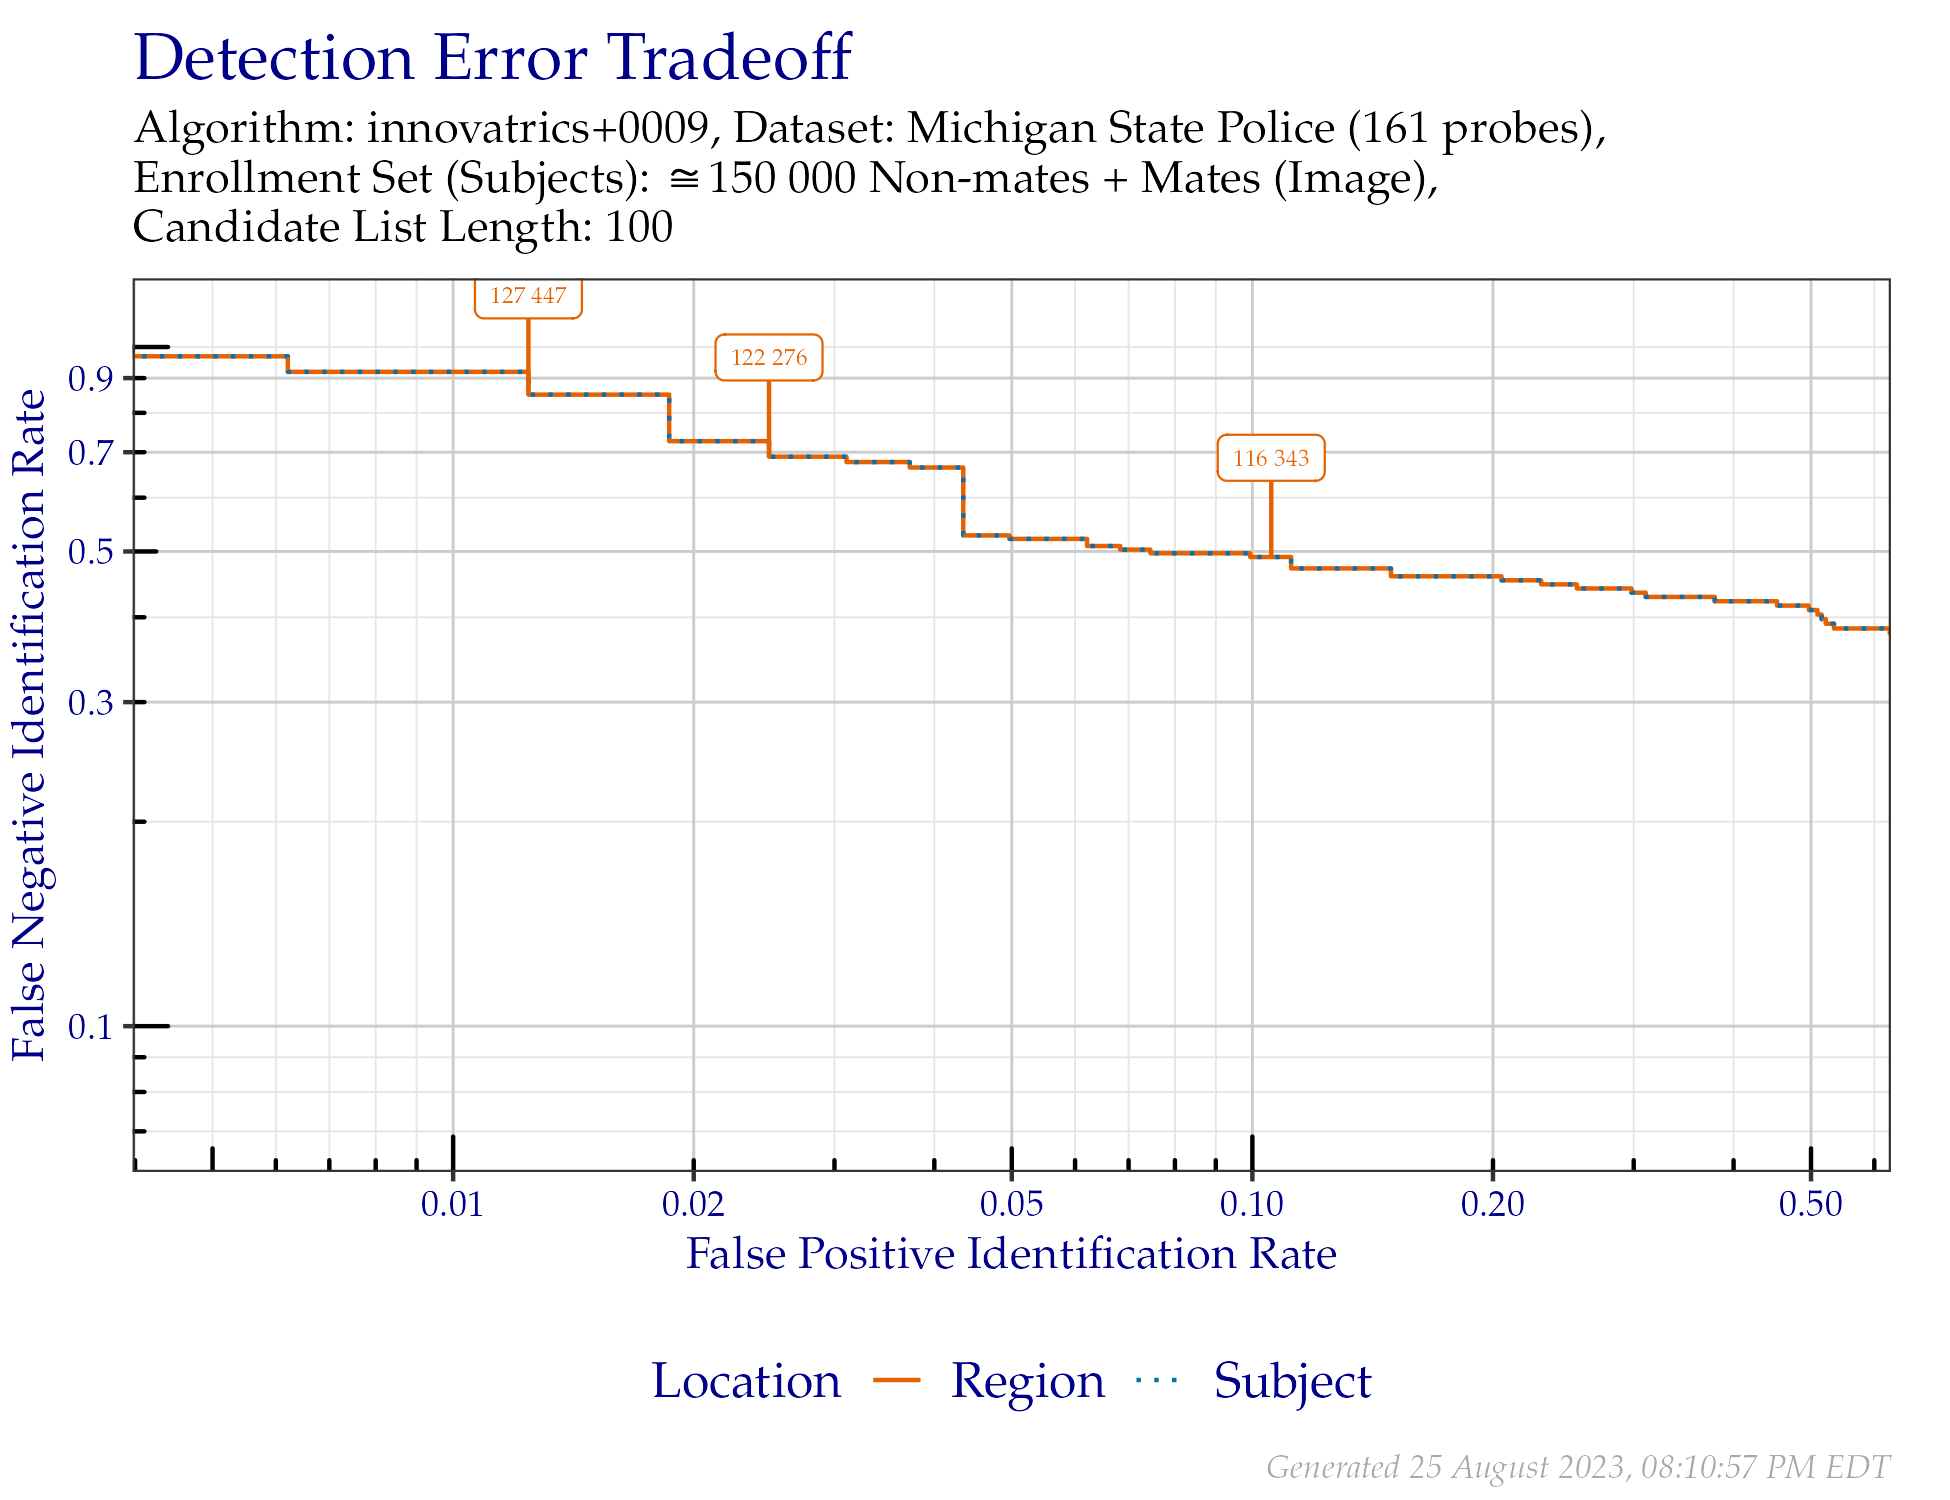 Detection Error Tradeoff
Algorithm: innovatrics+0009, Dataset: Michigan State Police (161 probes),
Enrollment Set (Subjects): ≅ 150 000 Non-mates + Mates (Image),
Candidate List Length: 100
127 447
122 276
116 343
False Negative Identification Rate
0.9
0.7
0.5
0.3
0.1
0.01 0.02 0.05 0.10 0.20 0.50
False Positive Identification Rate
Location Region Subject
Generated 25 August 2023, 08:10:57 PM EDT